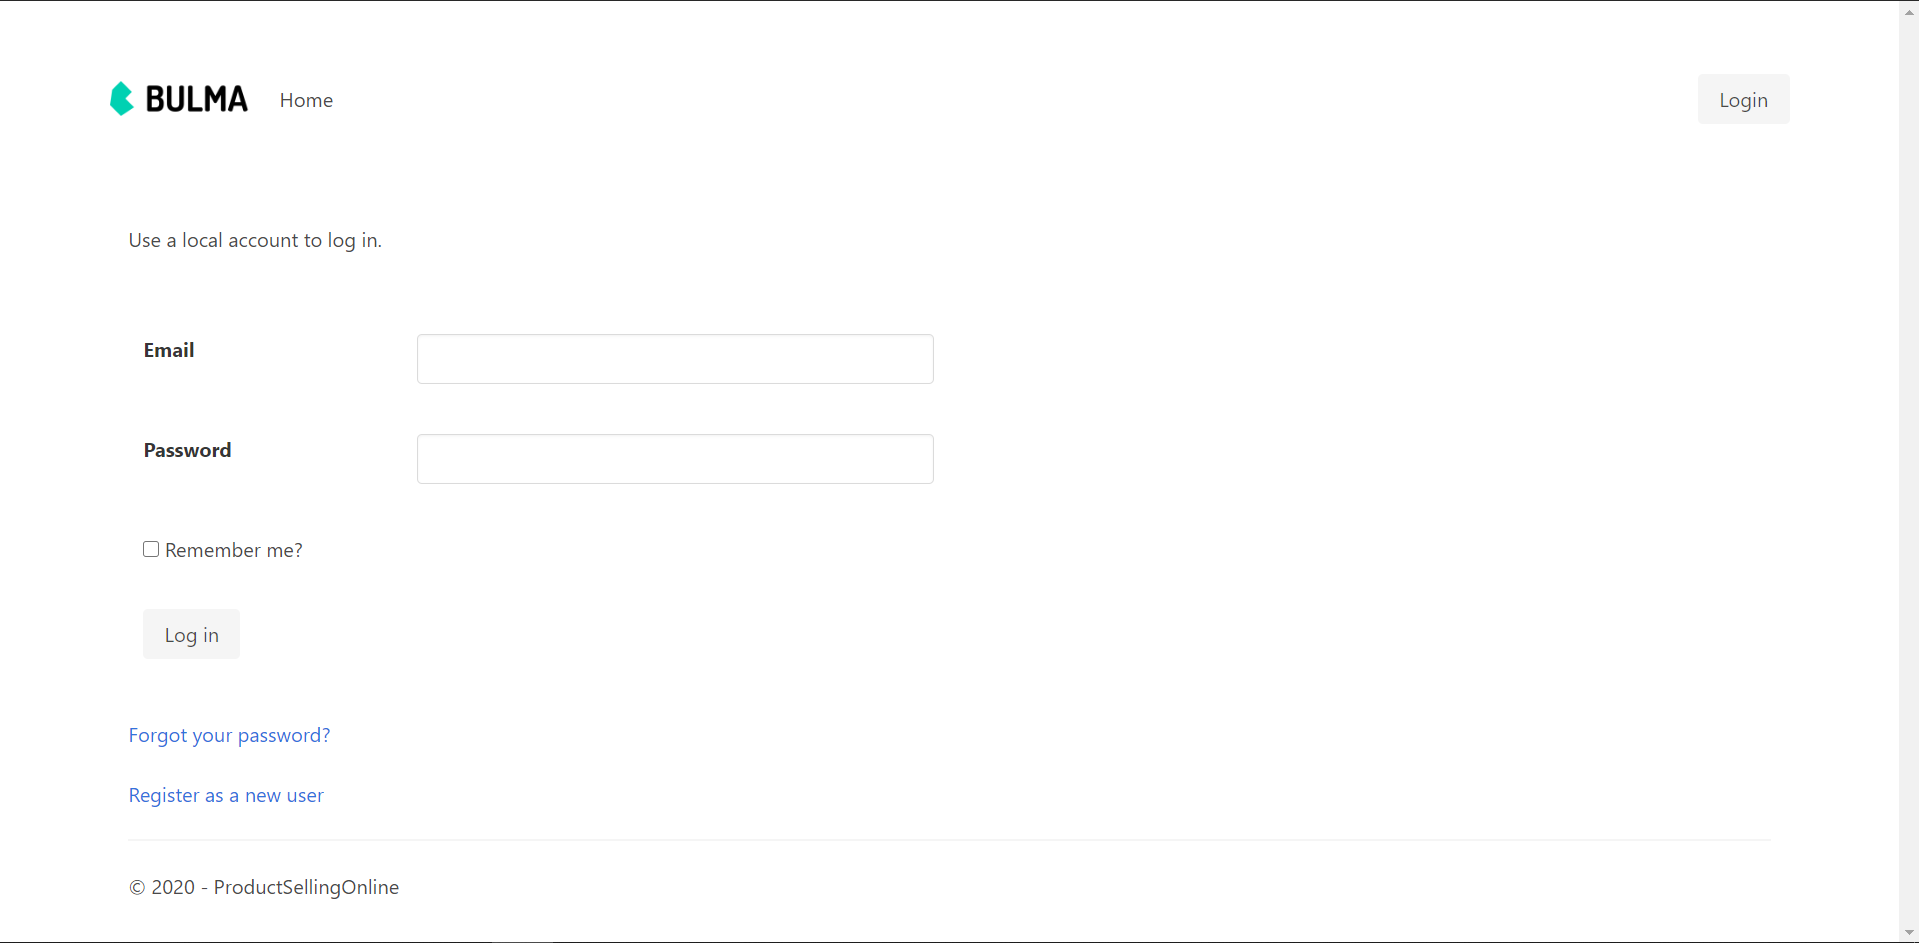 BULMA Home Login
Use a local account to log in.
Email
Password
Remember me?
Log in
Forgot your password?
Register as a new user
© 2020 - ProductSellingOnline